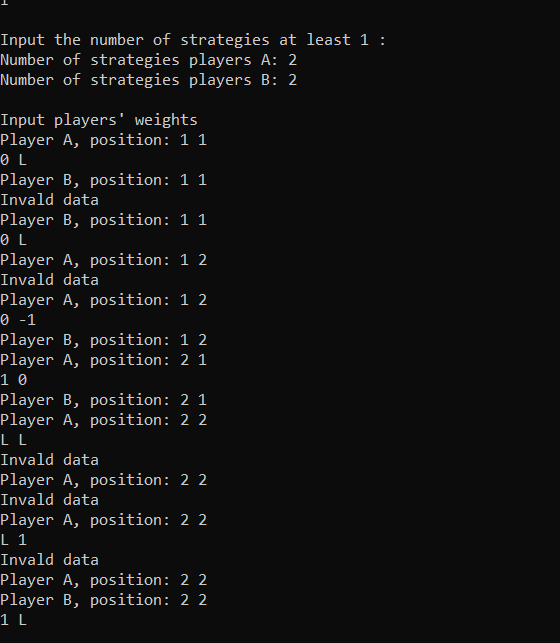 Input the number of strategies at least 1 :
Number of strategies players A: 2
Number of strategies players B: 2
Input players' weights
Player A, position: 1 1
0 L
Player B, position: 1 1
Invald data
Player B, position: 1 1
0 L
Player A, position: 1 2
Invald data
Player A, position: 1 2
0 -1
Player B, position: 1 2
Player A, position: 2 1
1 0
Player B, position: 2 1
Player A, position: 2 2
L L
Invald data
Player A, position: 2 2
Invald data
Player A, position: 2 2
L 1
Invald data
Player A, position: 2 2
Player B, position: 2 2
1 L